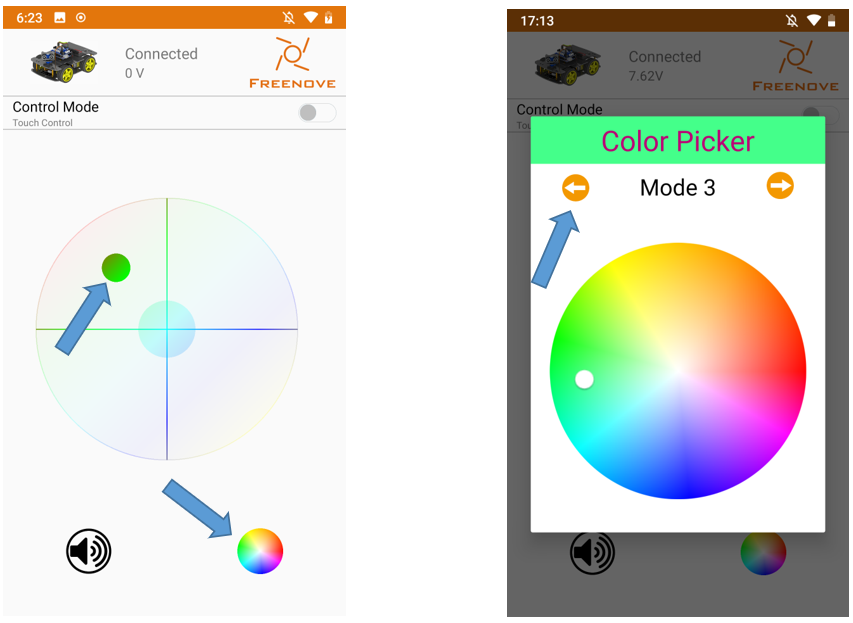 6:23
Connected
0 V
FREENOVE
Control Mode
Touch Control
17:13
Connected
7.62V
FREENOVE
Control Mode
Color Picker
Mode 3